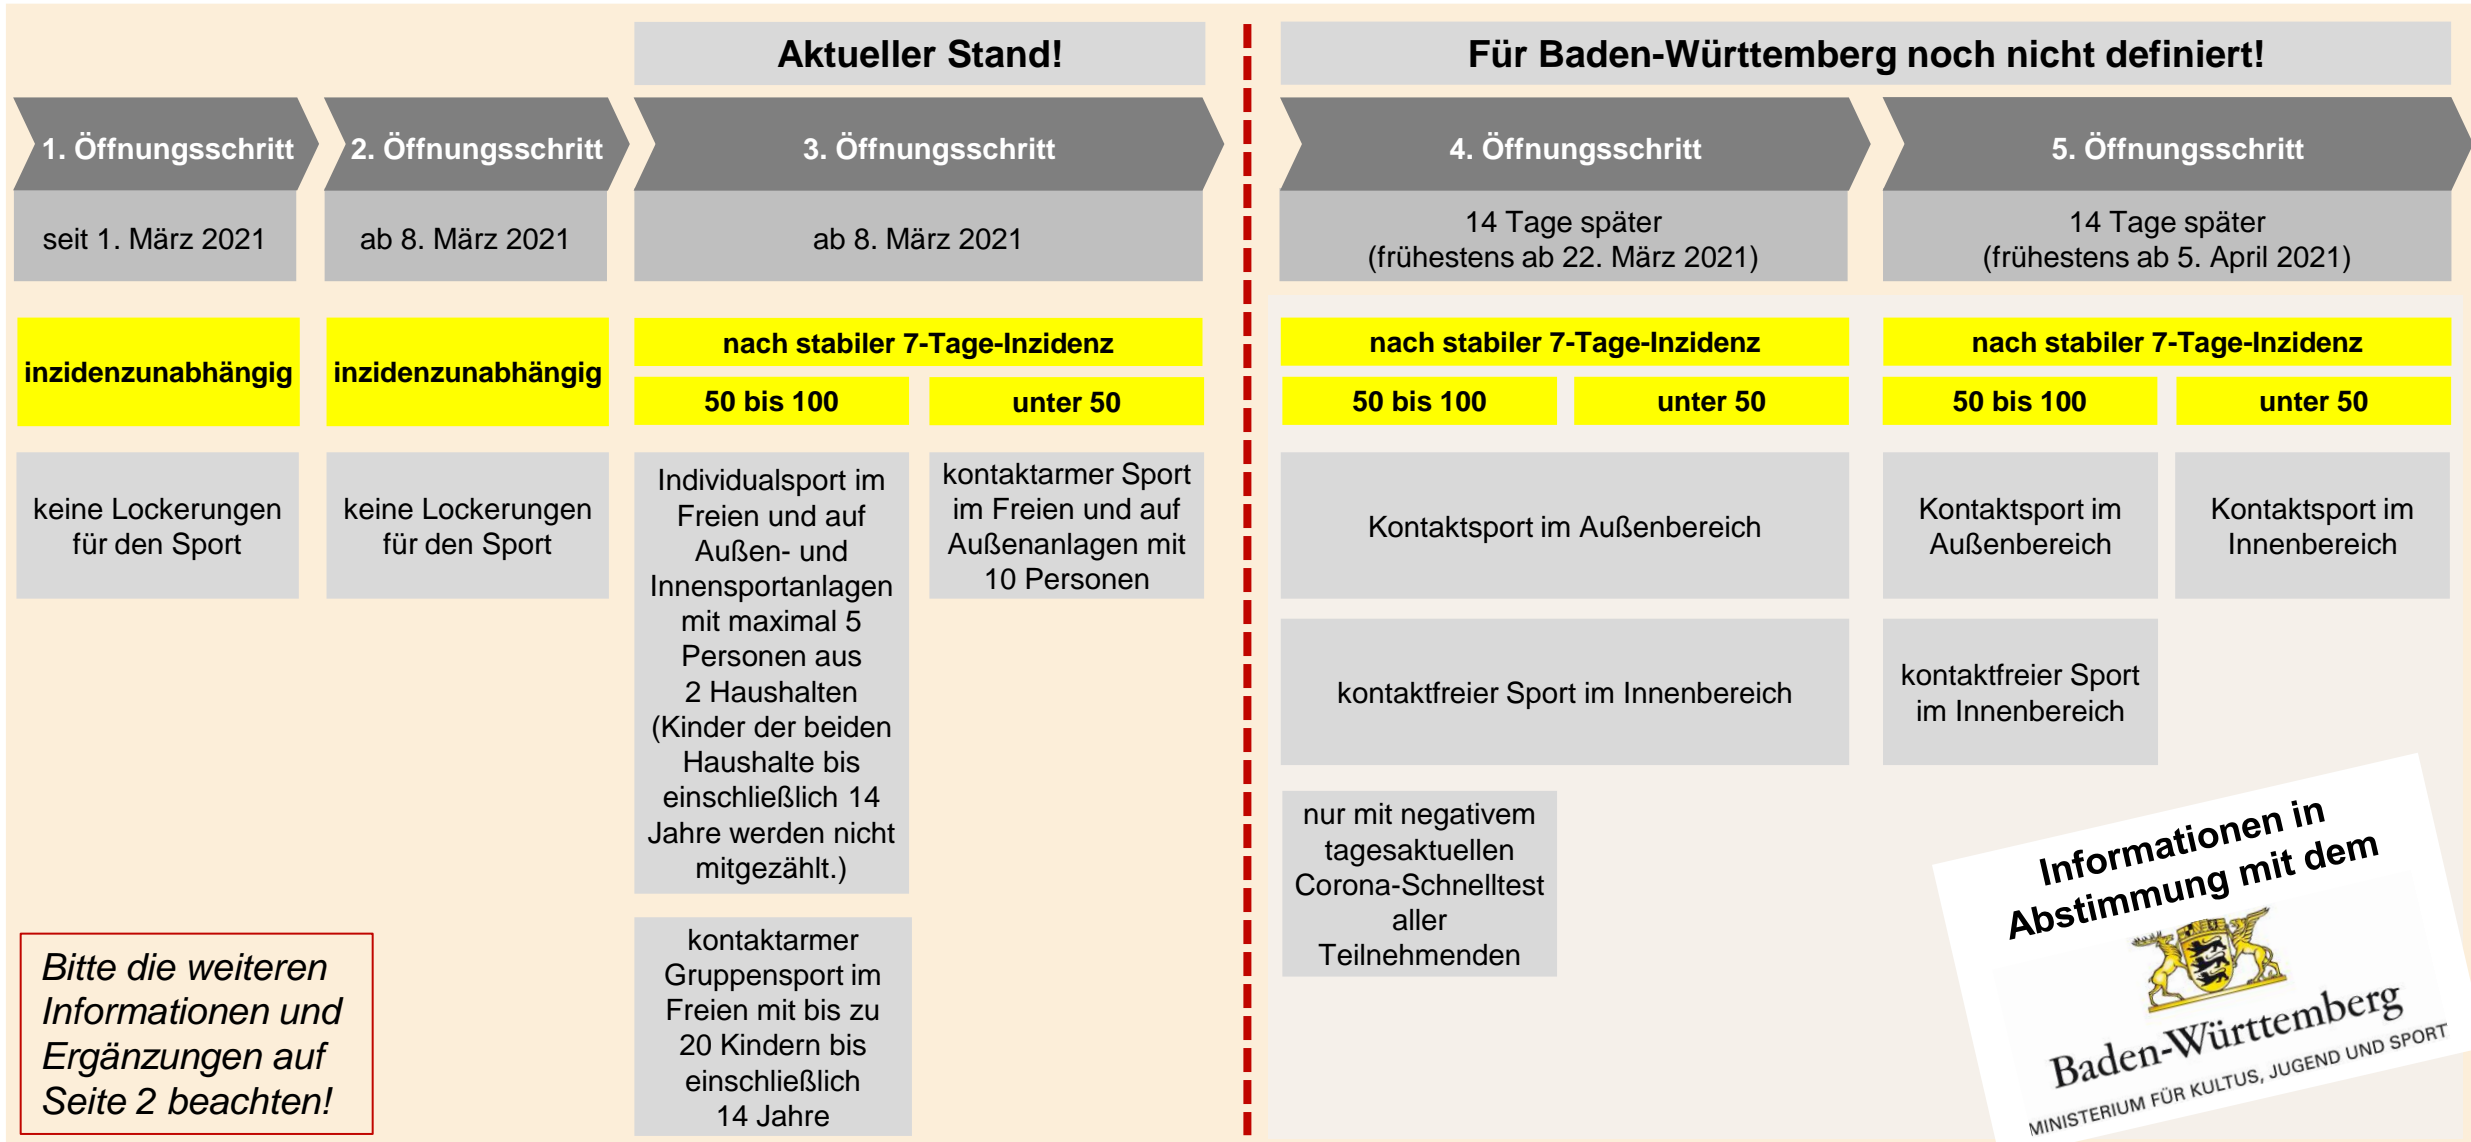 Aktueller Stand!
Für Baden-Württemberg noch nicht definiert!
1. Öffnungsschritt
2. Öffnungsschritt
3. Öffnungsschritt
4. Öffnungsschritt
5. Öffnungsschritt
seit 1. März 2021
ab 8. März 2021
ab 8. März 2021
14 Tage später
(frühestens ab 22. März 2021)
14 Tage später
(frühestens ab 5. April 2021)
inzidenzunabhängig
inzidenzunabhängig
nach stabiler 7-Tage-Inzidenz
50 bis 100
unter 50
nach stabiler 7-Tage-Inzidenz
50 bis 100
unter 50
nach stabiler 7-Tage-Inzidenz
50 bis 100
unter 50
keine Lockerungen
für den Sport
keine Lockerungen
für den Sport
Individualsport im
Freien und auf
Außen- und
Innensportanlagen
mit maximal 5
Personen aus
2 Haushalten
(Kinder der beiden
Haushalte bis
einschließlich 14
Jahre werden nicht
mitgezählt.)
kontaktarmer Sport
im Freien und auf
Außenanlagen mit
10 Personen
kontaktarmer
Gruppensport im
Freien mit bis zu
20 Kindern bis
einschließlich
14 Jahre
Kontaktsport im Außenbereich
kontaktfreier Sport im Innenbereich
nur mit negativem
tagesaktuellen
Corona-Schnelltest
aller
Teilnehmenden
Kontaktsport im
Außenbereich
Kontaktsport im
Innenbereich
kontaktfreier Sport
im Innenbereich
Bitte die weiteren
Informationen und
Ergänzungen auf
Seite 2 beachten!
Informationen in
Abstimmung mit dem
Baden-Württemberg
MINISTERIUM FÜR KULTUS, JUGEND UND SPORT